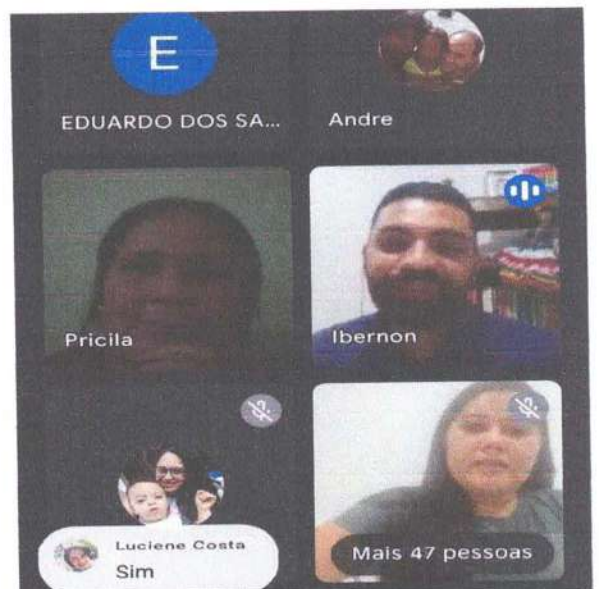 E
EDUARDO DOS SA...
Andre
Pricila
Ibernon
Luciene Costa
Sim
Mais 47 pessoas